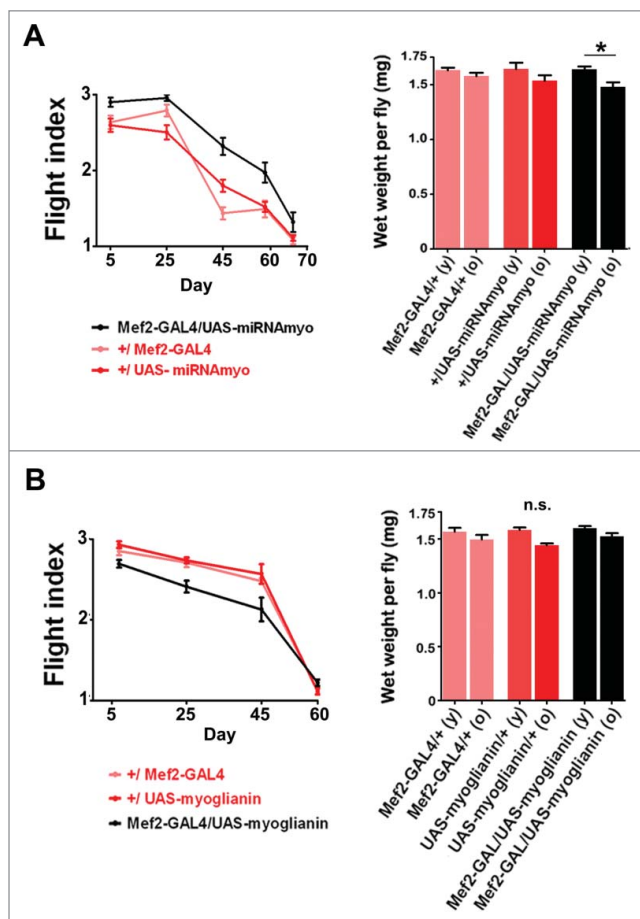 A
Flight index
3
2
1
5 25 45 60 70
Day
Mef2-GAL4/UAS-miRNAmyo
+/ Mef2-GAL4
+/ UAS- miRNAmyo
Wet weight per fly (mg)
1.75
1.5
0.5
0
*
Mef2-GAL4/+ (y)
Mef2-GAL4/+ (o)
+/UAS-miRNAmyo (y)
+/UAS-miRNAmyo (o)
Mef2-GAL/UAS-miRNAmyo (y)
Mef2-GAL/UAS-miRNAmyo (o)
B
Flight index
3
2
1
5 25 45 60
Day
+/ Mef2-GAL4
+/ UAS-myoglianin
Mef2-GAL4/UAS-myoglianin
Wet weight per fly (mg)
1.75
1.5
0.5
0
n.s.
Mef2-GAL4/+ (y)
Mef2-GAL4/+ (o)
UAS-myoglianin/+ (y)
UAS-myoglianin/+ (o)
Mef2-GAL/UAS-myoglianin (y)
Mef2-GAL/UAS-myoglianin (o)